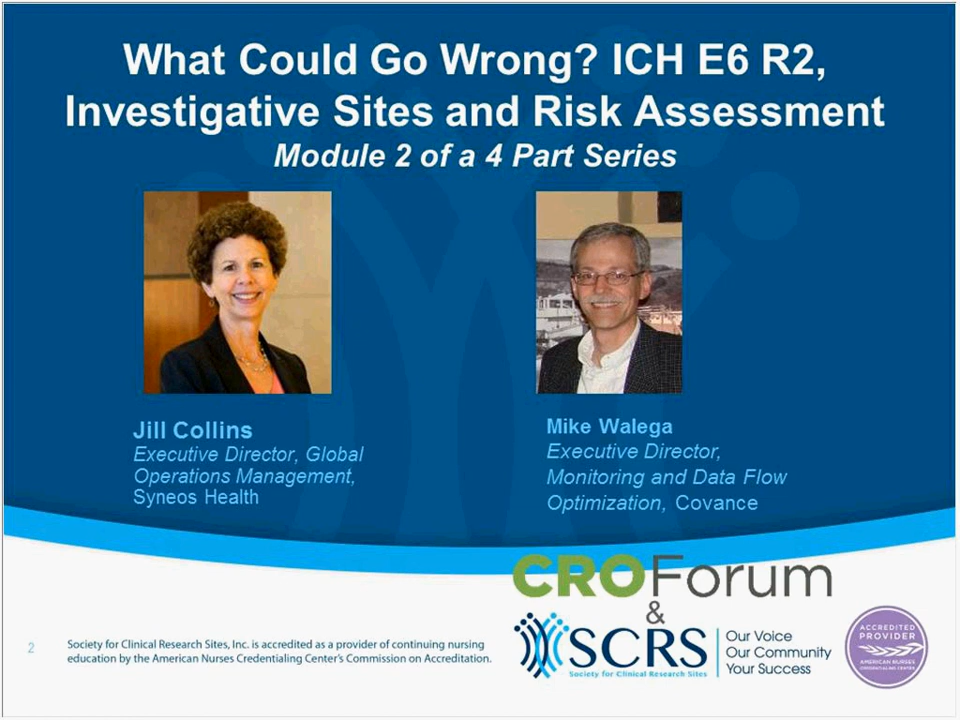 What Could Go Wrong? ICH E6 R2,
Investigative Sites and Risk Assessment
Module 2 of a 4 Part Series
Jill Collins
Executive Director, Global
Operations Management,
Syneos Health
Mike Walega
Executive Director,
Monitoring and Data Flow
Optimization, Covance
CROForum
&
SCRS
Society for Clinical Research Sites
Our Voice
Our Community
Your Success
ACCREDITED
PROVIDER
AMERICAN NURSES
CREDENTIALING CENTER
2
Society for Clinical Research Sites, Inc. is accredited as a provider of continuing nursing
education by the American Nurses Credentialing Center's Commission on Accreditation.